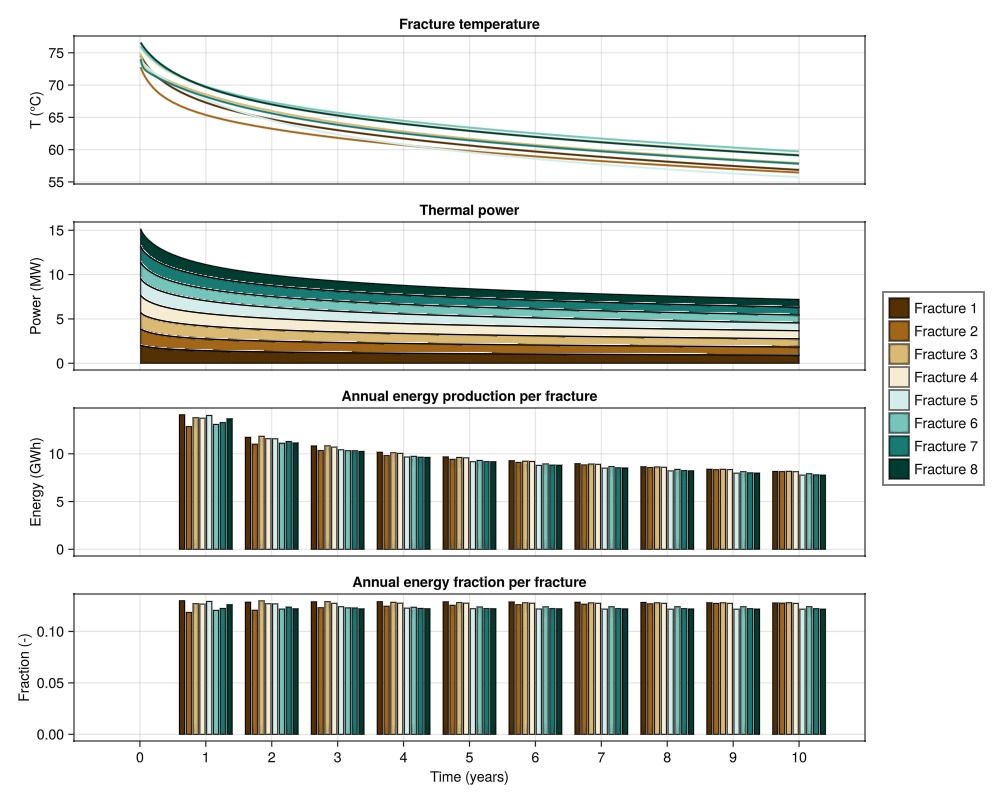 Fracture temperature
75
70
65
60
55
T (°C)
Thermal power
15
10
5
0
Power (MW)
Annual energy production per fracture
10
5
0
Energy (GWh)
Annual energy fraction per fracture
0.10
0.05
0.00
Fraction (-)
0 1 2 3 4 5 6 7 8 9 10
Time (years)
Fracture 1
Fracture 2
Fracture 3
Fracture 4
Fracture 5
Fracture 6
Fracture 7
Fracture 8